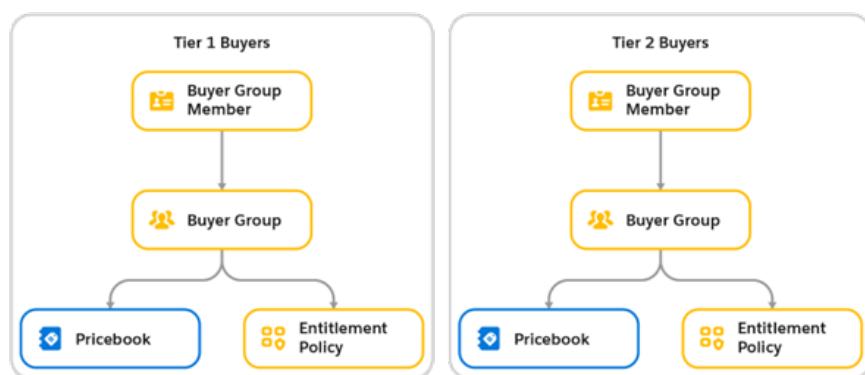 Tier 1 Buyers
Buyer Group
Member
Buyer Group
Pricebook
Entitlement
Policy
Tier 2 Buyers
Buyer Group
Member
Buyer Group
Pricebook
Entitlement
Policy